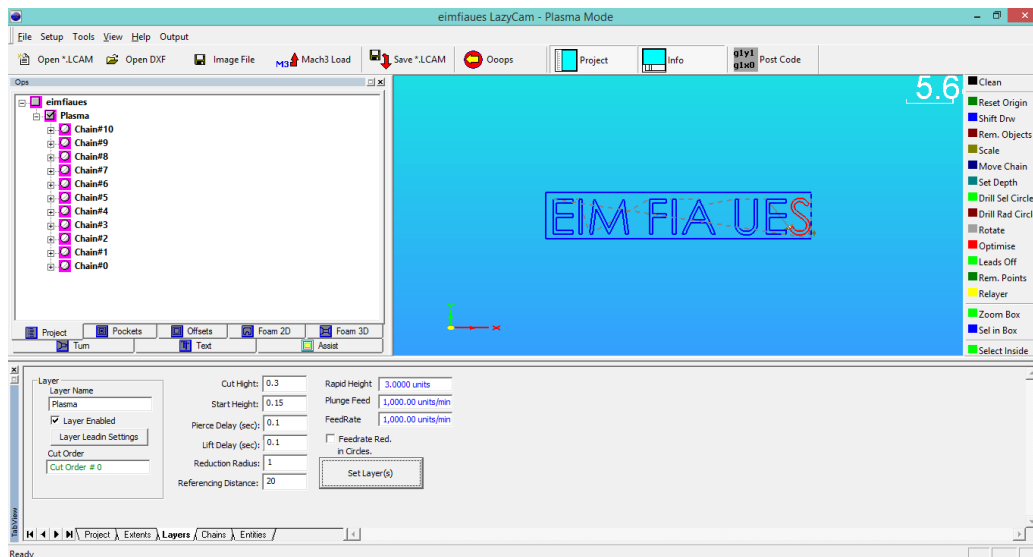 eimfiaues LazyCam - Plasma Mode
File Setup Tools View Help Output
Open *.LCAM Open DXF Image File M3 Mach3 Load Save *.LCAM Ooops Project Info g1y1 g1x0 Post Code
Ops
eimfiaues
Plasma
Chain#10
Chain#9
Chain#8
Chain#7
Chain#6
Chain#5
Chain#4
Chain#3
Chain#2
Chain#1
Chain#0
Project Pockets Offsets Foam 2D Foam 3D
Turn Text Assist
5.6
EIM FIA UES
Y
X
Clean
Reset Origin
Shift Drw
Rem. Objects
Scale
Move Chain
Set Depth
Drill Sel Circle
Drill Rad Circl
Rotate
Optimise
Leads Off
Rem. Points
Relayer
Zoom Box
Sel in Box
Select Inside
Layer
Layer Name
Plasma
Layer Enabled
Layer Leadin Settings
Cut Order
Cut Order # 0
Cut Hight: 0.3
Start Height: 0.15
Pierce Delay (sec): 0.1
Lift Delay (sec): 0.1
Reduction Radius: 1
Referencing Distance: 20
Rapid Height 3.0000 units
Plunge Feed 1,000.00 units/min
FeedRate 1,000.00 units/min
Feedrate Red.
in Circles.
Set Layer(s)
TabView
Project Extents Layers Chains Entities
Ready